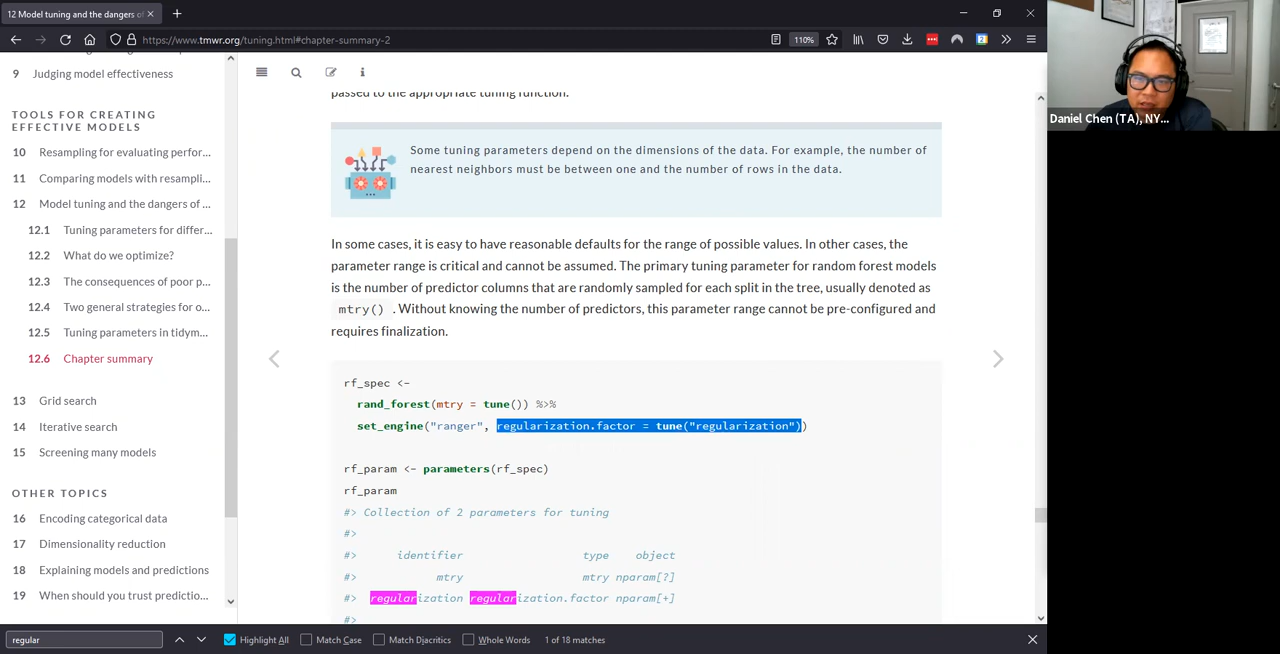 12 Model tuning and the dangers of
https://www.tmwr.org/tuning.html#chapter-summary-2
110%
9 Judging model effectiveness
TOOLS FOR CREATING
EFFECTIVE MODELS
10 Resampling for evaluating perfor...
11 Comparing models with resampli...
12 Model tuning and the dangers of ...
12.1 Tuning parameters for differ...
12.2 What do we optimize?
12.3 The consequences of poor p...
12.4 Two general strategies for o...
12.5 Tuning parameters in tidym...
12.6 Chapter summary
13 Grid search
14 Iterative search
15 Screening many models
OTHER TOPICS
16 Encoding categorical data
17 Dimensionality reduction
18 Explaining models and predictions
19 When should you trust predictio...
passed to the appropriate tuning function.
Some tuning parameters depend on the dimensions of the data. For example, the number of
nearest neighbors must be between one and the number of rows in the data.
In some cases, it is easy to have reasonable defaults for the range of possible values. In other cases, the
parameter range is critical and cannot be assumed. The primary tuning parameter for random forest models
is the number of predictor columns that are randomly sampled for each split in the tree, usually denoted as
mtry() . Without knowing the number of predictors, this parameter range cannot be pre-configured and
requires finalization.
rf_spec <-
rand_forest(mtry = tune()) %>%
set_engine("ranger", regularization.factor = tune("regularization"))
rf_param <- parameters(rf_spec)
rf_param
#> Collection of 2 parameters for tuning
#>
#> identifier type object
#> mtry mtry nparam[?]
#> regularization regularization.factor nparam[+]
#>
Daniel Chen (TA), NY...
regular
Highlight All
Match Case
Match Diacritics
Whole Words
1 of 18 matches